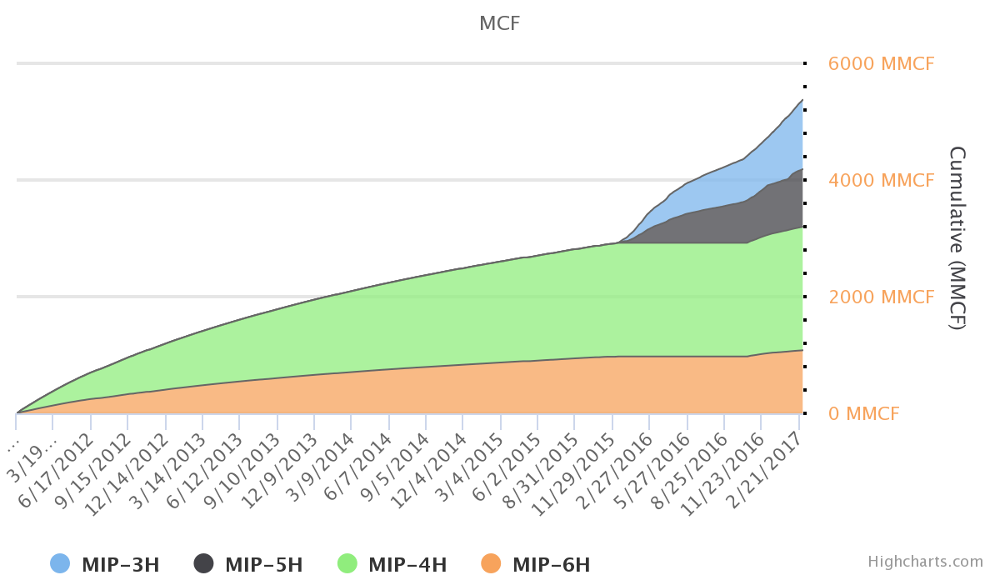 MCF
6000 MMCF
4000 MMCF
2000 MMCF
0 MMCF
Cumulative (MMCF)
...
3/19...
6/17/2012
9/15/2012
12/14/2012
3/14/2013
6/12/2013
9/10/2013
12/9/2013
3/9/2014
6/7/2014
9/5/2014
12/4/2014
3/4/2015
6/2/2015
8/31/2015
11/29/2015
2/27/2016
5/27/2016
8/25/2016
11/23/2016
2/21/2017
MIP-3H MIP-5H MIP-4H MIP-6H
Highcharts.com